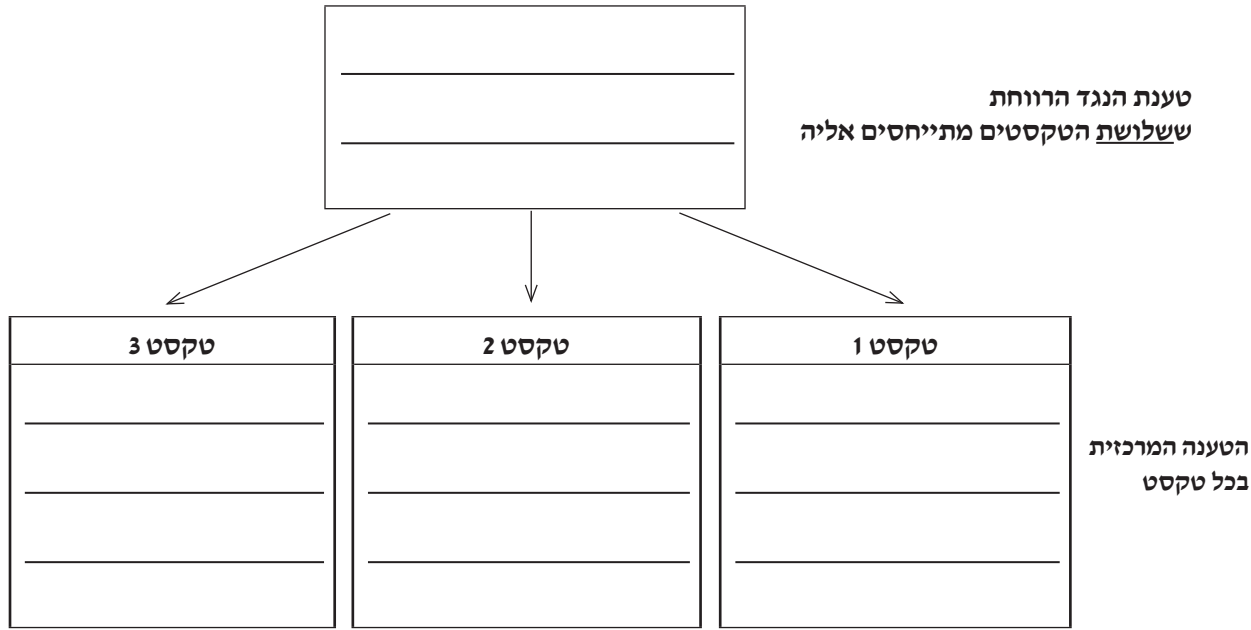 טענת הנגד הרווחת
ששלושת הטקסטים מתייחסים אליה
טקסט 1
טקסט 2
טקסט 3
הטענה המרכזית
בכל טקסט